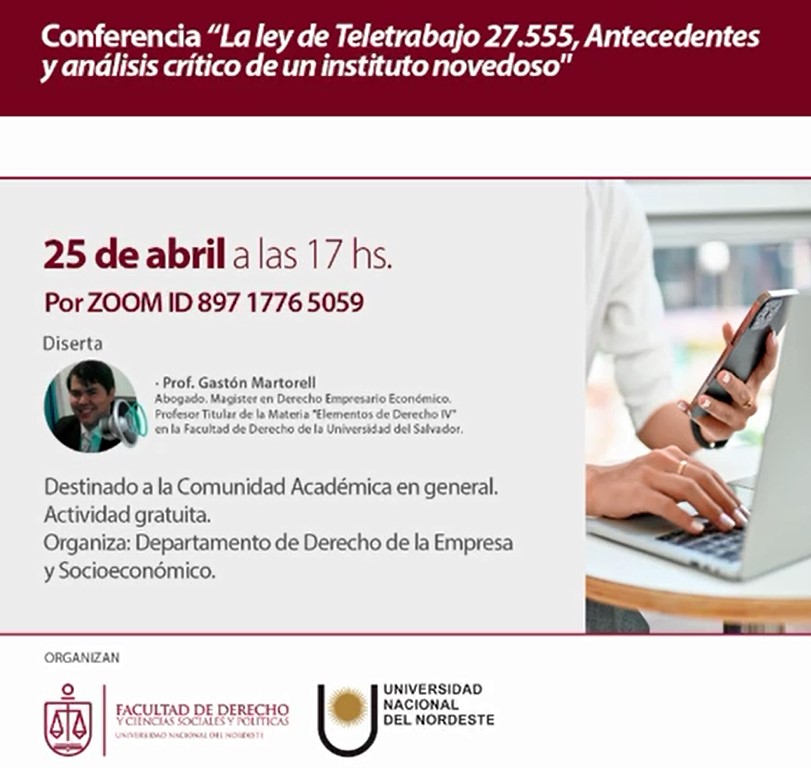 Conferencia “La ley de Teletrabajo 27.555, Antecedentes
y análisis crítico de un instituto novedoso"
25 de abril a las 17 hs.
Por ZOOM ID 897 1776 5059
Diserta
· Prof. Gastón Martorell
Abogado. Magister en Derecho Empresario Económico.
Profesor Titular de la Materia "Elementos de Derecho IV"
en la Facultad de Derecho de la Universidad del Salvador.
Destinado a la Comunidad Académica en general.
Actividad gratuita.
Organiza: Departamento de Derecho de la Empresa
y Socioeconómico.
ORGANIZAN
FACULTAD DE DERECHO
Y CIENCIAS SOCIALES Y POLÍTICAS
UNIVERSIDAD NACIONAL DEL NORDESTE
UNIVERSIDAD
NACIONAL
DEL NORDESTE